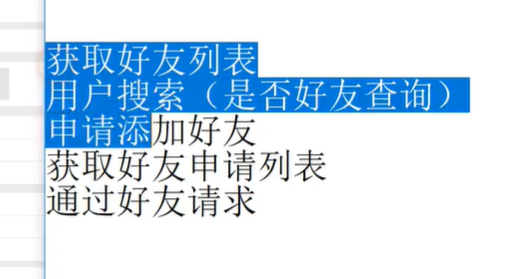 获取好友列表
用户搜索（是否好友查询）
申请添加好友
获取好友申请列表
通过好友请求